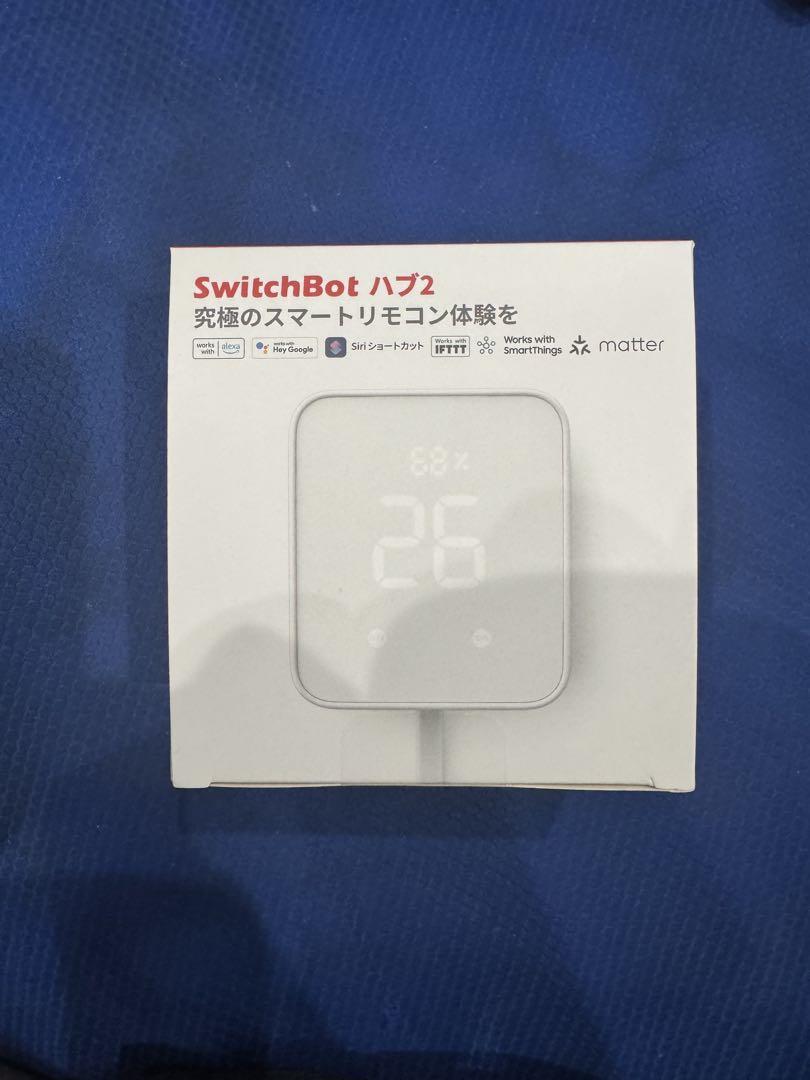 SwitchBot ハブ2
究極のスマートリモコン体験を
works with alexa
works with Hey Google
Siri ショートカット
Works with IFTTT
Works with SmartThings
matter
68%
26